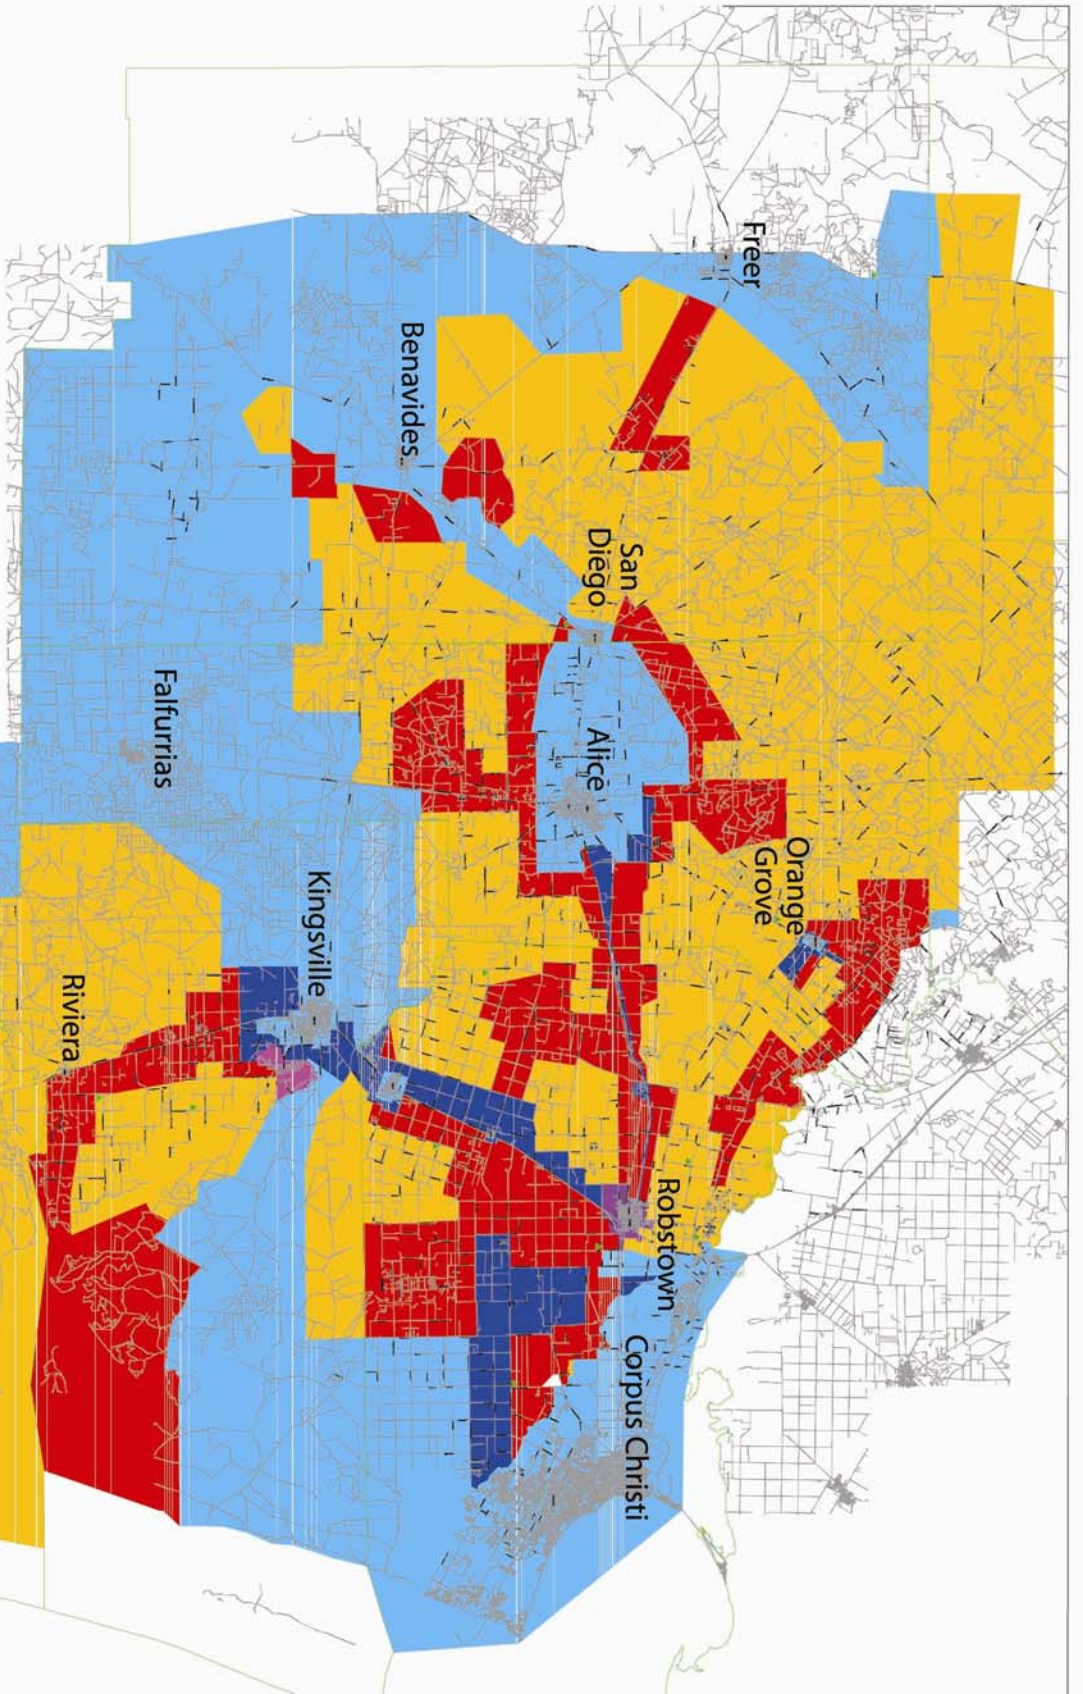 Freer
Benavides
San
Diego
Alice
Orange
Grove
Falfurrias
Kingsville
Riviera
Robstown
Corpus Christi